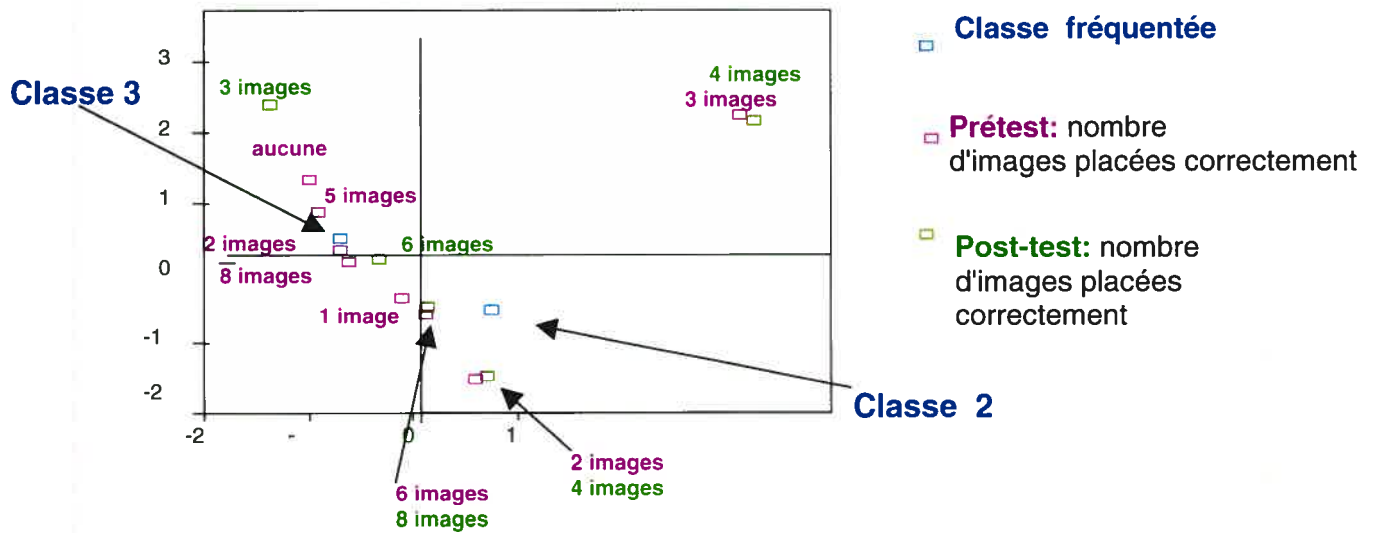 Classe fréquentée
3
4 images
3 images
Classe 3
3 images
Prétest: nombre
d'images placées correctement
2
aucune
1
5 images
2 images
6 images
Post-test: nombre
d'images placées
correctement
0
8 images
1 image
-1
-2
Classe 2
-2
-
0
1
2 images
4 images
6 images
8 images